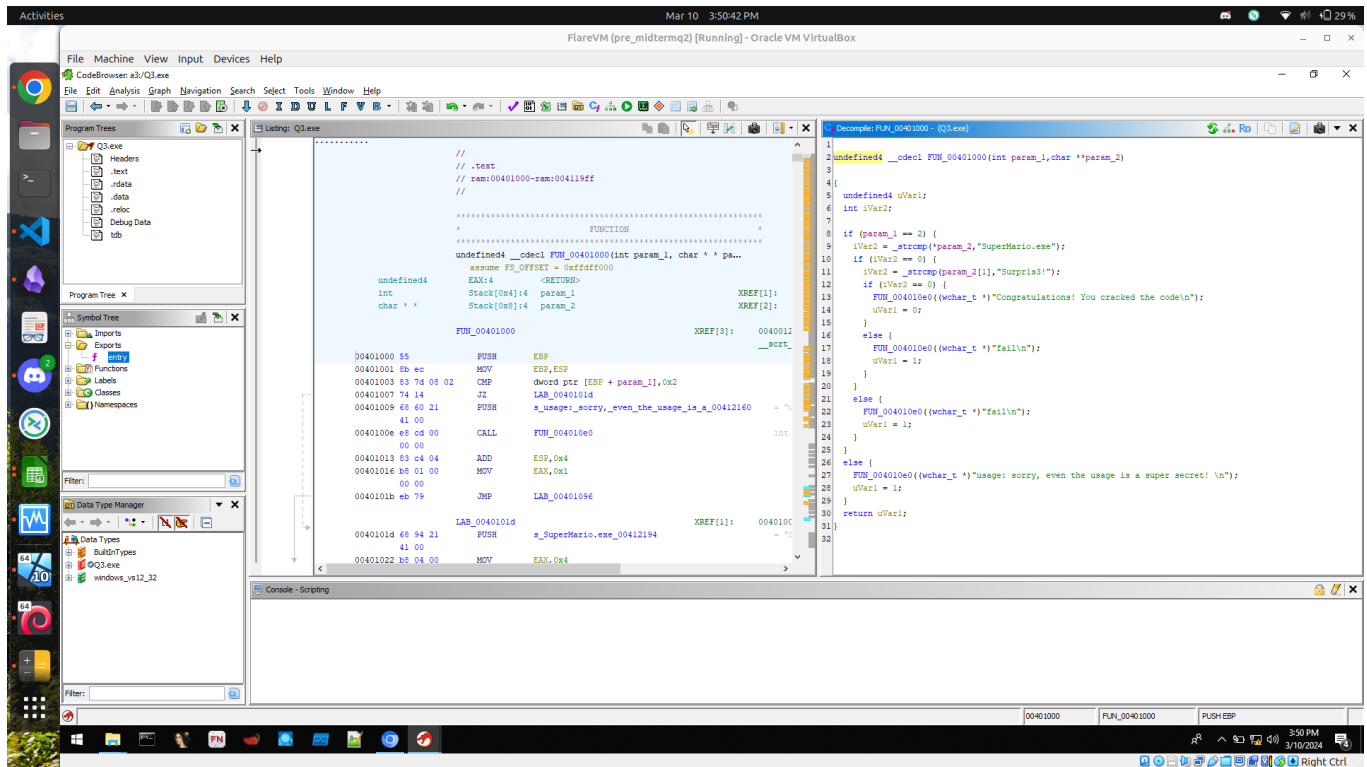 Activities
Mar 10 3:50:42 PM
29 %
FlareVM (pre_midtermq2) [Running] - Oracle VM VirtualBox
File Machine View Input Devices Help
CodeBrowser: a3:/Q3.exe
File Edit Analysis Graph Navigation Search Select Tools Window Help
Program Trees
Q3.exe
Headers
.text
.rdata
.data
.reloc
Debug Data
tdb
Program Tree
Symbol Tree
Imports
Exports
f entry
Functions
Labels
Classes
Namespaces
Filter:
Data Type Manager
Data Types
BuiltInTypes
Q3.exe
windows_vs12_32
Filter:
Listing: Q3.exe
//
// .text
// ram:00401000-ram:004119ff
//
* FUNCTION *
undefined4 __cdecl FUN_00401000(int param_1, char * * pa...
assume FS_OFFSET = 0xffdff000
undefined4 EAX:4 <RETURN>
int Stack[0x4]:4 param_1 XREF[1]:
char * * Stack[0x8]:4 param_2 XREF[2]:
FUN_00401000 XREF[3]: 0040012
__scrt_
00401000 55 PUSH EBP
00401001 8b ec MOV EBP,ESP
00401003 83 7d 08 02 CMP dword ptr [EBP + param_1],0x2
00401007 74 14 JZ LAB_0040101d
00401009 68 60 21 PUSH s_usage:_sorry,_even_the_usage_is_a_00412160 = "u
41 00
0040100e e8 cd 00 CALL FUN_004010e0 int
00 00
00401013 83 c4 04 ADD ESP,0x4
00401016 b8 01 00 MOV EAX,0x1
00 00
0040101b eb 79 JMP LAB_00401096
LAB_0040101d XREF[1]: 0040100
0040101d 68 94 21 PUSH s_SuperMario.exe_00412194 = "S
41 00
00401022 b8 04 00 MOV EAX,0x4
Decompile: FUN_00401000 - (Q3.exe)
1
2 undefined4 __cdecl FUN_00401000(int param_1,char **param_2)
3
4 {
5 undefined4 uVar1;
6 int iVar2;
7
8 if (param_1 == 2) {
9 iVar2 = _strcmp(*param_2,"SuperMario.exe");
10 if (iVar2 == 0) {
11 iVar2 = _strcmp(param_2[1],"Surpr1s3!");
12 if (iVar2 == 0) {
13 FUN_004010e0((wchar_t *)"Congratulations! You cracked the code\n");
14 uVar1 = 0;
15 }
16 else {
17 FUN_004010e0((wchar_t *)"fail\n");
18 uVar1 = 1;
19 }
20 }
21 else {
22 FUN_004010e0((wchar_t *)"fail\n");
23 uVar1 = 1;
24 }
25 }
26 else {
27 FUN_004010e0((wchar_t *)"usage: sorry, even the usage is a super secret! \n");
28 uVar1 = 1;
29 }
30 return uVar1;
31 }
32
Console - Scripting
00401000 FUN_00401000 PUSH EBP
3:50 PM
3/10/2024
Right Ctrl